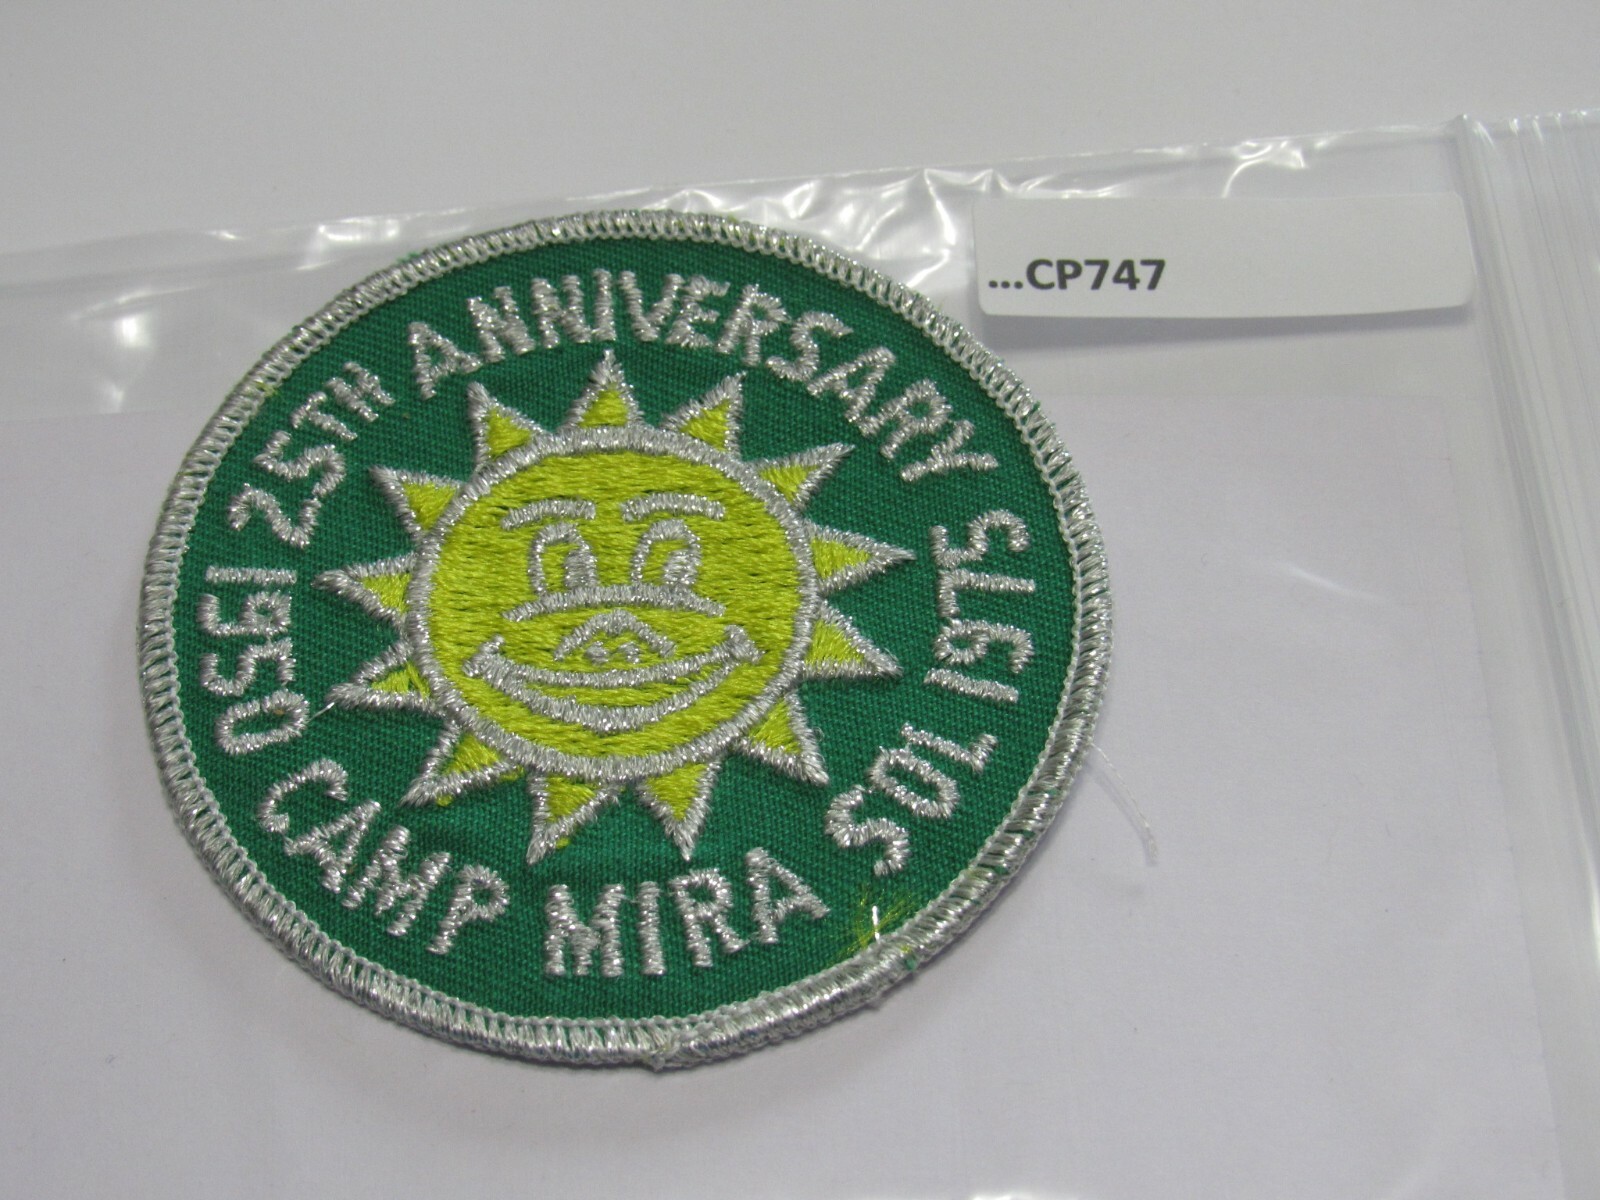 ...CP747
25TH ANNIVERSARY
1950 CAMP MIRA SOL 1975